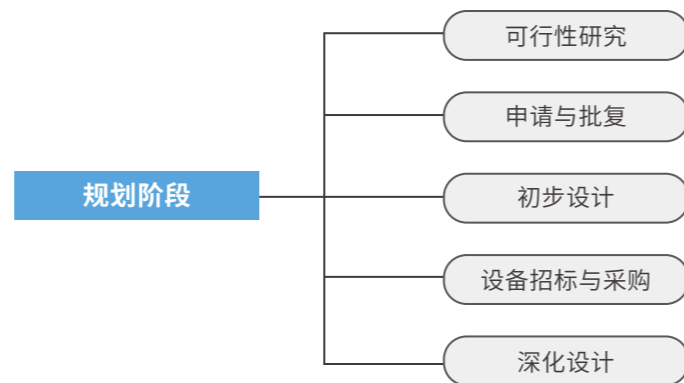 规划阶段
可行性研究
申请与批复
初步设计
设备招标与采购
深化设计